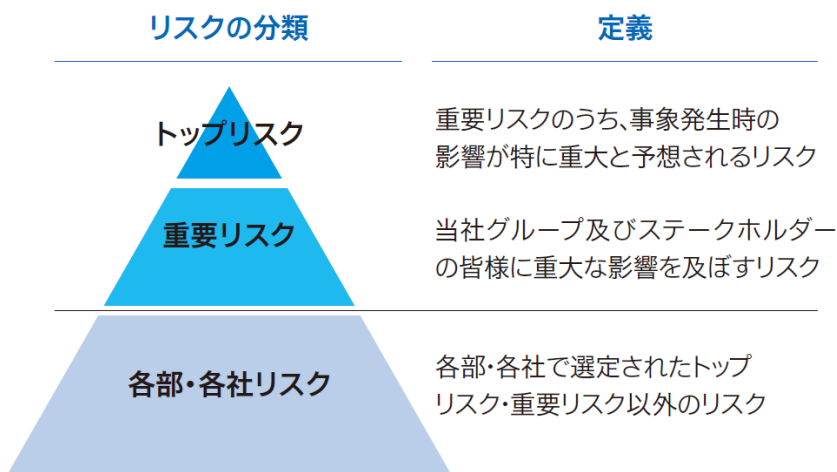 リスクの分類
定義
トップリスク
重要リスクのうち、事象発生時の
影響が特に重大と予想されるリスク
重要リスク
当社グループ及びステークホルダー
の皆様に重大な影響を及ぼすリスク
各部・各社リスク
各部・各社で選定されたトップ
リスク・重要リスク以外のリスク